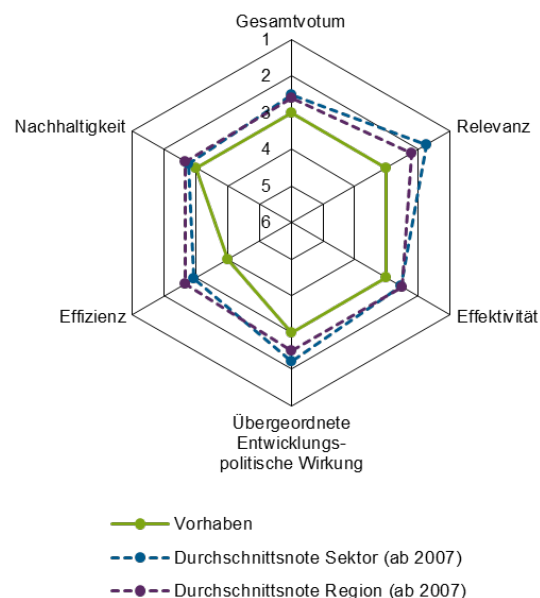 Gesamtvotum
1
2
3
4
5
6
Nachhaltigkeit
Relevanz
Effizienz
Effektivität
Übergeordnete
Entwicklungs-
politische Wirkung
Vorhaben
Durchschnittsnote Sektor (ab 2007)
Durchschnittsnote Region (ab 2007)